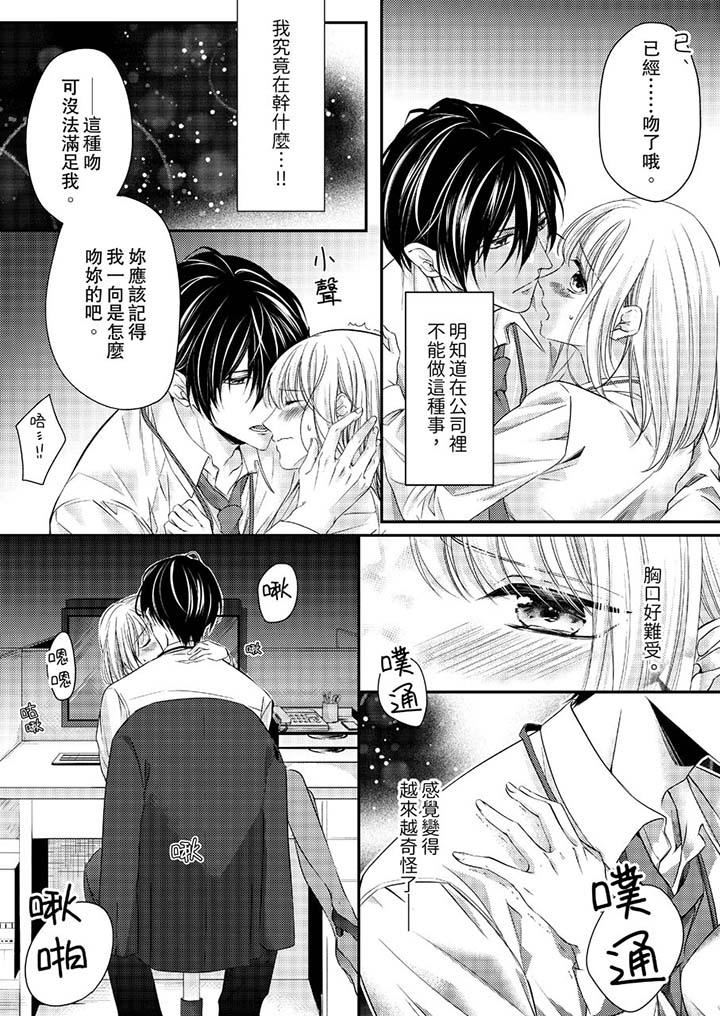 已、
已經……吻了哦。
明知道在公司裡
不能做這種事，
我究竟在幹什麼…!!
——這種吻
可沒法滿足我。
小聲
妳應該記得
我一向是怎麼
吻妳的吧。
唔…!!
胸口好難受。
噗通
感覺變得
越來越奇怪了——
噗通
啾
啾
嗯
嗯
咕
啾
啾
啾
啪